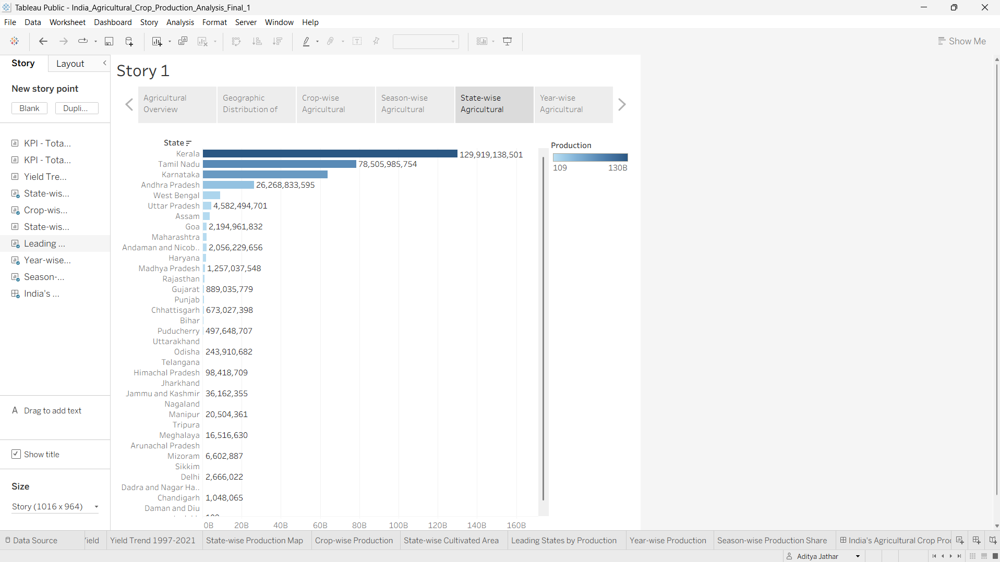 Tableau Public - India_Agricultural_Crop_Production_Analysis_Final_1
File Data Worksheet Dashboard Story Analysis Format Server Window Help
Show Me
Story Layout
New story point
Blank Dupli...
KPI - Tota...
KPI - Tota...
Yield Tre...
State-wis...
Crop-wis...
State-wis...
Leading ...
Year-wise...
Season-...
India's ...
A Drag to add text
Show title
Size
Story (1016 x 964)
Story 1
Agricultural
Overview
Geographic
Distribution of
Crop-wise
Agricultural
Season-wise
Agricultural
State-wise
Agricultural
Year-wise
Agricultural
State
Kerala 129,919,138,501
Tamil Nadu 78,505,985,754
Karnataka
Andhra Pradesh 26,268,833,595
West Bengal
Uttar Pradesh 4,582,494,701
Assam
Goa 2,194,961,832
Maharashtra
Andaman and Nicob.. 2,056,229,656
Haryana
Madhya Pradesh 1,257,037,548
Rajasthan
Gujarat 889,035,779
Punjab
Chhattisgarh 673,027,398
Bihar
Puducherry 497,648,707
Uttarakhand
Odisha 243,910,682
Telangana
Himachal Pradesh 98,418,709
Jharkhand
Jammu and Kashmir 36,162,355
Nagaland
Manipur 20,504,361
Tripura
Meghalaya 16,516,630
Arunachal Pradesh
Mizoram 6,602,887
Sikkim
Delhi 2,666,022
Dadra and Nagar Ha..
Chandigarh 1,048,065
Daman and Diu
0B 20B 40B 60B 80B 100B 120B 140B 160B
Production
109 130B
Data Source Yield Yield Trend 1997-2021 State-wise Production Map Crop-wise Production State-wise Cultivated Area Leading States by Production Year-wise Production Season-wise Production Share India's Agricultural Crop Pro
Aditya Jathar